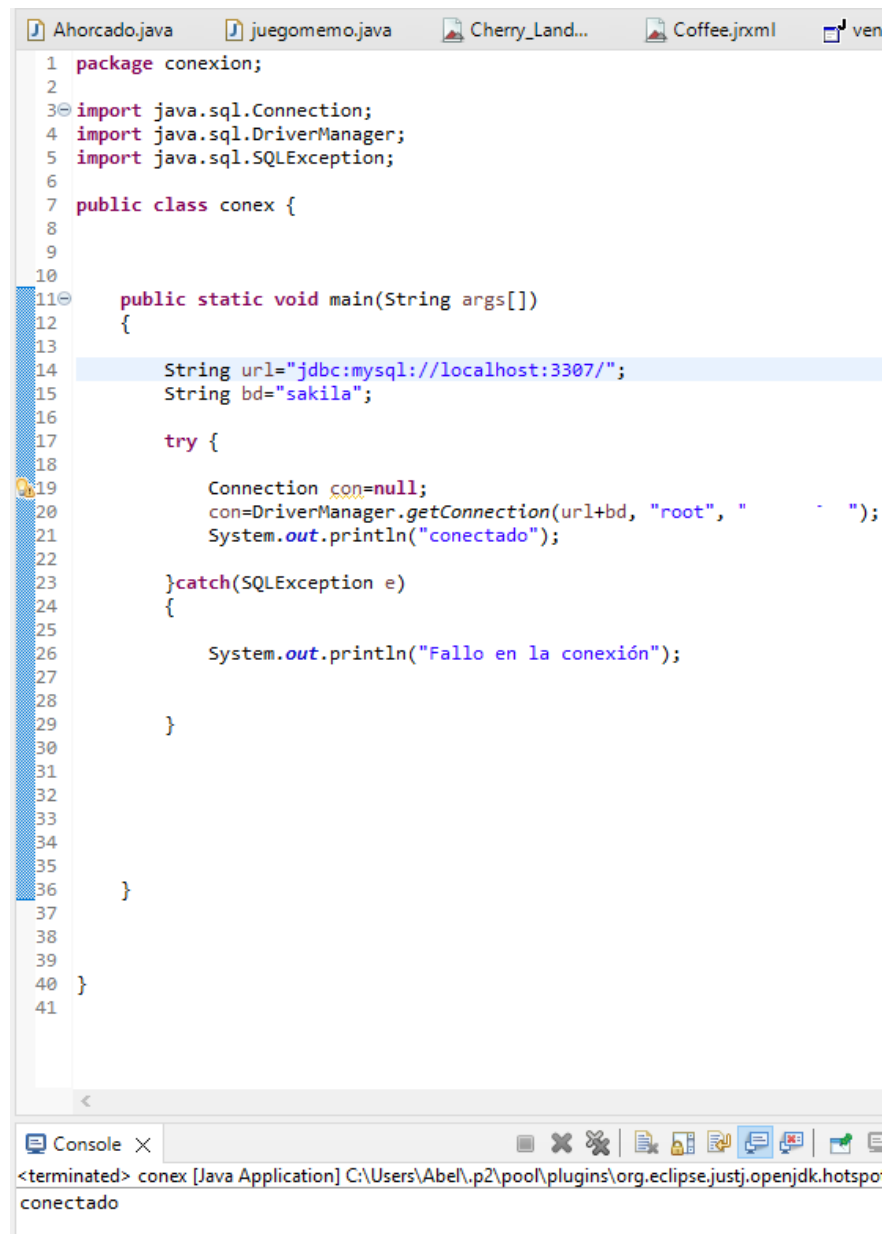 Ahorcado.java juegomemo.java Cherry_Land... Coffee.jrxml ven
1 package conexion;
2
3 import java.sql.Connection;
4 import java.sql.DriverManager;
5 import java.sql.SQLException;
6
7 public class conex {
8
9
10
11 public static void main(String args[])
12 {
13
14 String url="jdbc:mysql://localhost:3307/";
15 String bd="sakila";
16
17 try {
18
19 Connection con=null;
20 con=DriverManager.getConnection(url+bd, "root", " ");
21 System.out.println("conectado");
22
23 }catch(SQLException e)
24 {
25
26 System.out.println("Fallo en la conexión");
27
28
29 }
30
31
32
33
34
35
36 }
37
38
39
40 }
41
Console
<terminated> conex [Java Application] C:\Users\Abel\.p2\pool\plugins\org.eclipse.justj.openjdk.hotspot
conectado